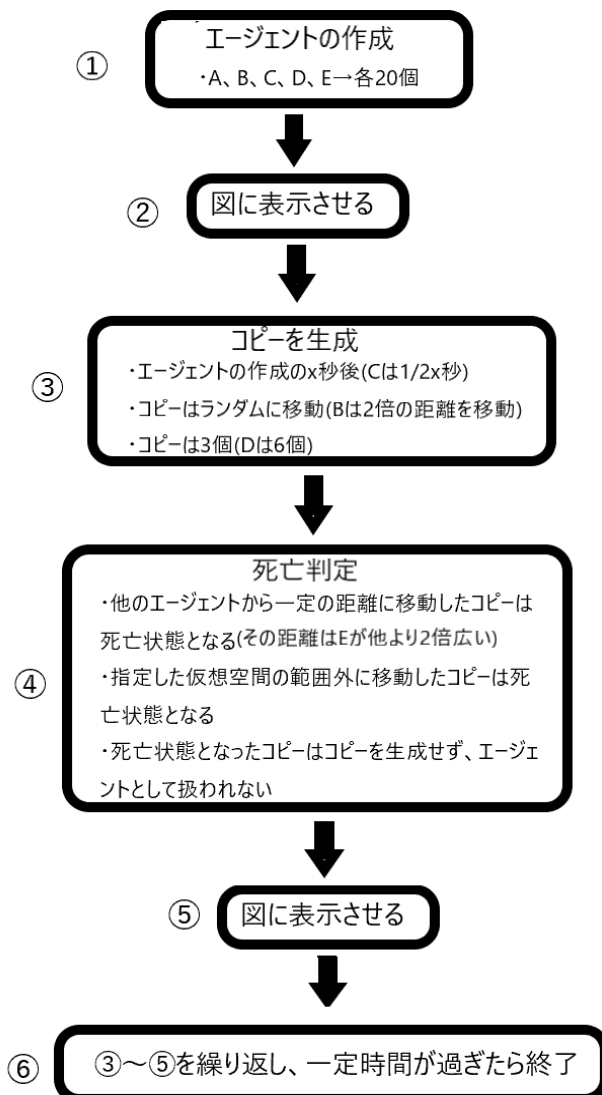 エージェントの作成
①
・A、B、C、D、E→各20個
②
図に表示させる
コピーを生成
・エージェントの作成のx秒後(Cは1/2x秒)
③
・コピーはランダムに移動(Bは2倍の距離を移動)
・コピーは3個(Dは6個)
死亡判定
・他のエージェントから一定の距離に移動したコピーは
死亡状態となる(その距離はEが他より2倍広い)
④
・指定した仮想空間の範囲外に移動したコピーは死
亡状態となる
・死亡状態となったコピーはコピーを生成せず、エージェ
ントとして扱われない
⑤
図に表示させる
⑥
③～⑤を繰り返し、一定時間が過ぎたら終了